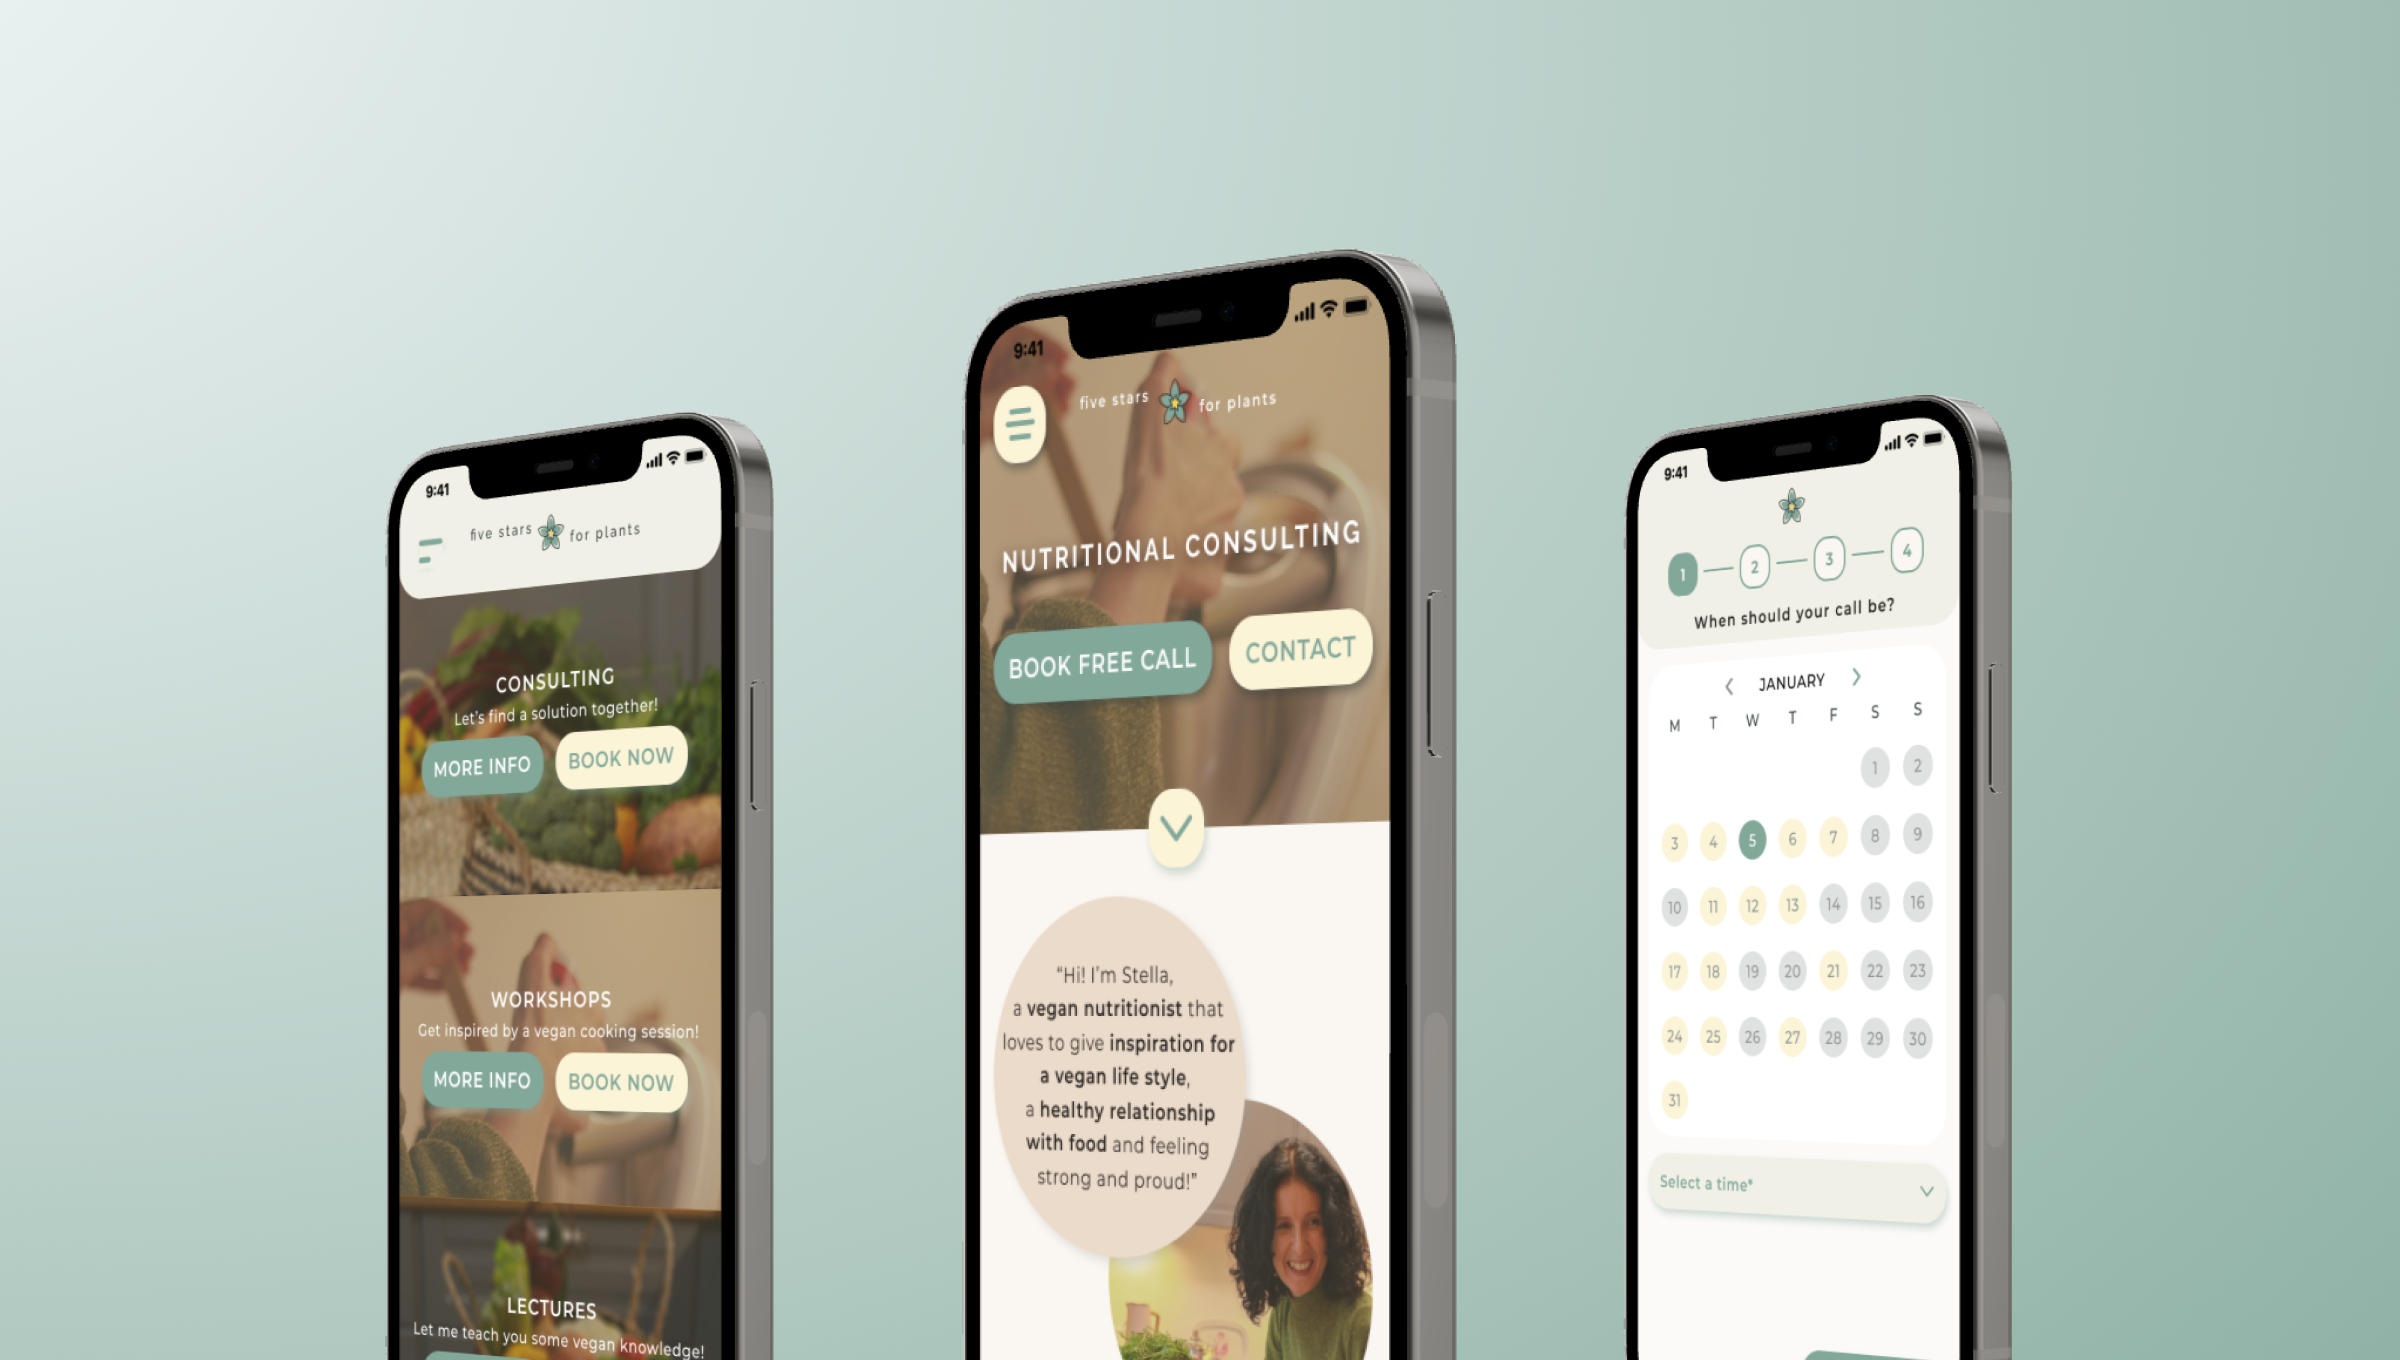 9:41
five stars for plants
CONSULTING
Let's find a solution together!
MORE INFO
BOOK NOW
WORKSHOPS
Get inspired by a vegan cooking session!
MORE INFO
BOOK NOW
LECTURES
Let me teach you some vegan knowledge!
9:41
five stars for plants
NUTRITIONAL CONSULTING
BOOK FREE CALL
CONTACT
“Hi! I'm Stella,
a vegan nutritionist that
loves to give inspiration for
a vegan life style,
a healthy relationship
with food and feeling
strong and proud!”
9:41
1 2 3 4
When should your call be?
JANUARY
M T W T F S S
1 2
3 4 5 6 7 8 9
10 11 12 13 14 15 16
17 18 19 20 21 22 23
24 25 26 27 28 29 30
31
Select a time*